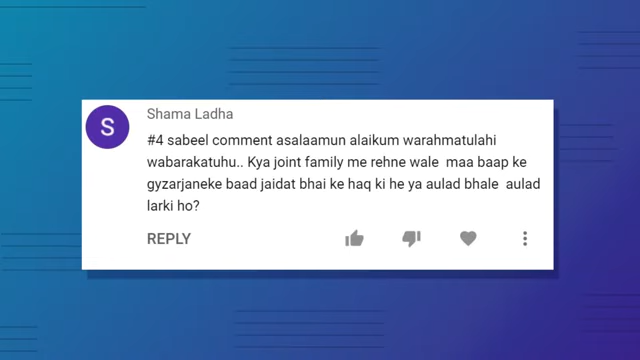 S
Shama Ladha
#4 sabeel comment asalaamun alaikum warahmatulahi
wabarakatuhu.. Kya joint family me rehne wale maa baap ke
gyzarjaneke baad jaidat bhai ke haq ki he ya aulad bhale aulad
larki ho?
REPLY